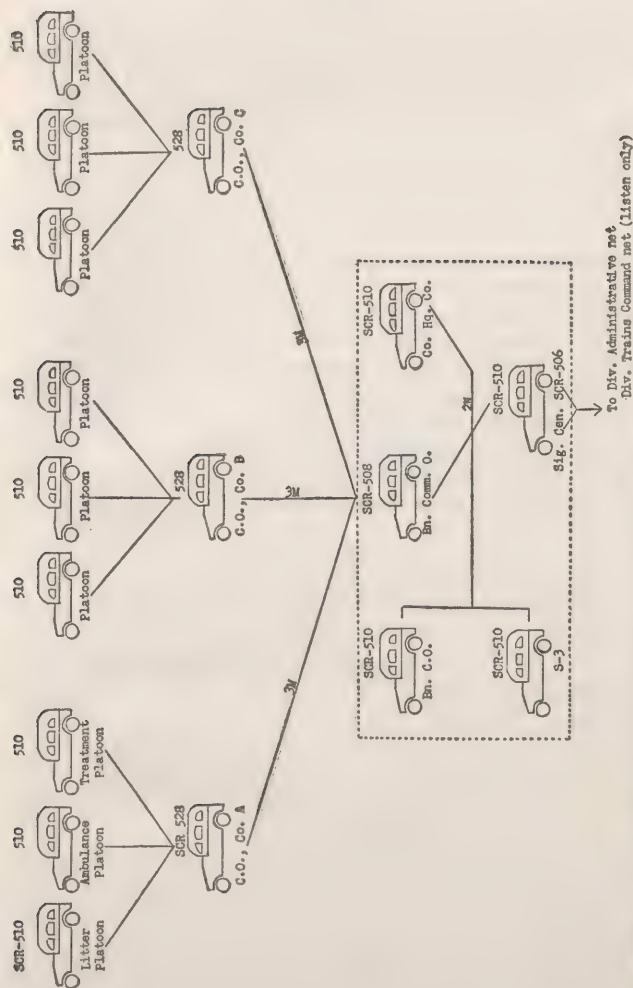 SCR-510 510 510 510 510 510 510 510 510
Litter Ambulance Treatment Platoon Platoon Platoon Platoon Platoon Platoon
Platoon Platoon Platoon
SCR 528 528 528
C.O., Co. A C.O., Co. B C.O., Co. C
3M 3M 3M
SCR-510 SCR-508 SCR-510
Bn. C.O. Bn. Comm. O. Co. Hq. Co.
2M
SCR-510 SCR-510
S-3 Sig. Cen. SCR-506
To Div. Administrative net
Div. Trains Command net (listen only)